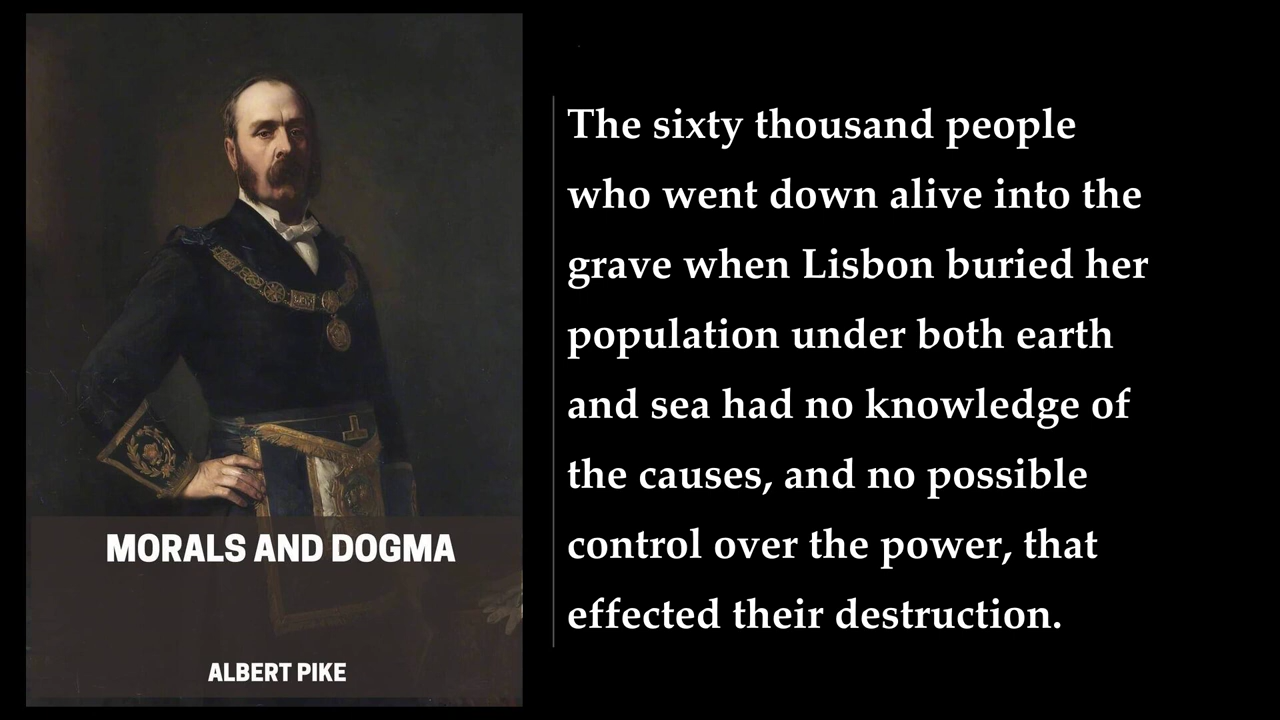 MORALS AND DOGMA
ALBERT PIKE
The sixty thousand people
who went down alive into the
grave when Lisbon buried her
population under both earth
and sea had no knowledge of
the causes, and no possible
control over the power, that
effected their destruction.